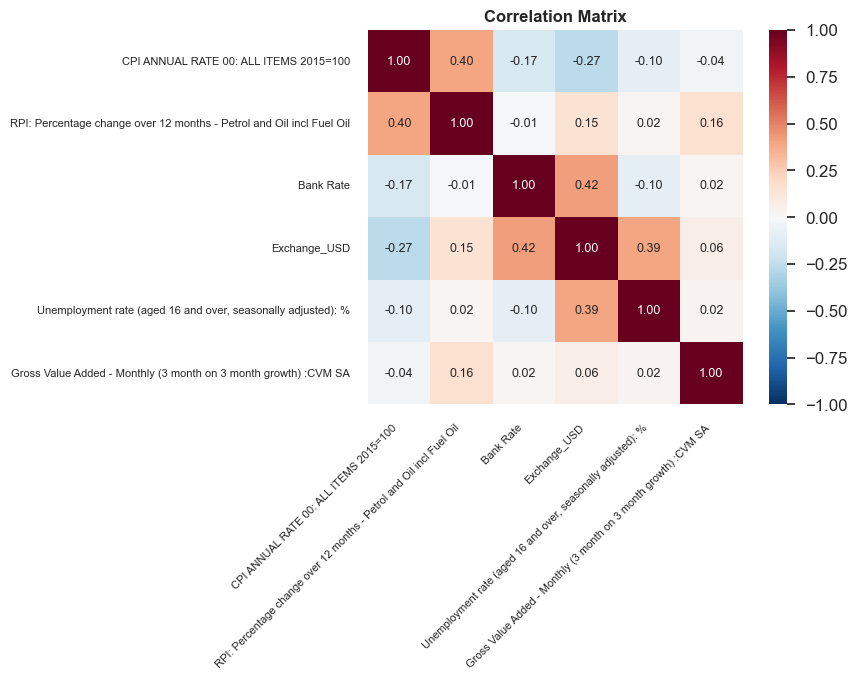 Correlation Matrix
CPI ANNUAL RATE 00: ALL ITEMS 2015=100
1.00 0.40 -0.17 -0.27 -0.10 -0.04
RPI: Percentage change over 12 months - Petrol and Oil incl Fuel Oil
0.40 1.00 -0.01 0.15 0.02 0.16
Bank Rate
-0.17 -0.01 1.00 0.42 -0.10 0.02
Exchange_USD
-0.27 0.15 0.42 1.00 0.39 0.06
Unemployment rate (aged 16 and over, seasonally adjusted): %
-0.10 0.02 -0.10 0.39 1.00 0.02
Gross Value Added - Monthly (3 month on 3 month growth) :CVM SA
-0.04 0.16 0.02 0.06 0.02 1.00
1.00
0.75
0.50
0.25
0.00
−0.25
−0.50
−0.75
−1.00
CPI ANNUAL RATE 00: ALL ITEMS 2015=100
RPI: Percentage change over 12 months - Petrol and Oil incl Fuel Oil
Bank Rate
Exchange_USD
Unemployment rate (aged 16 and over, seasonally adjusted): %
Gross Value Added - Monthly (3 month on 3 month growth) :CVM SA